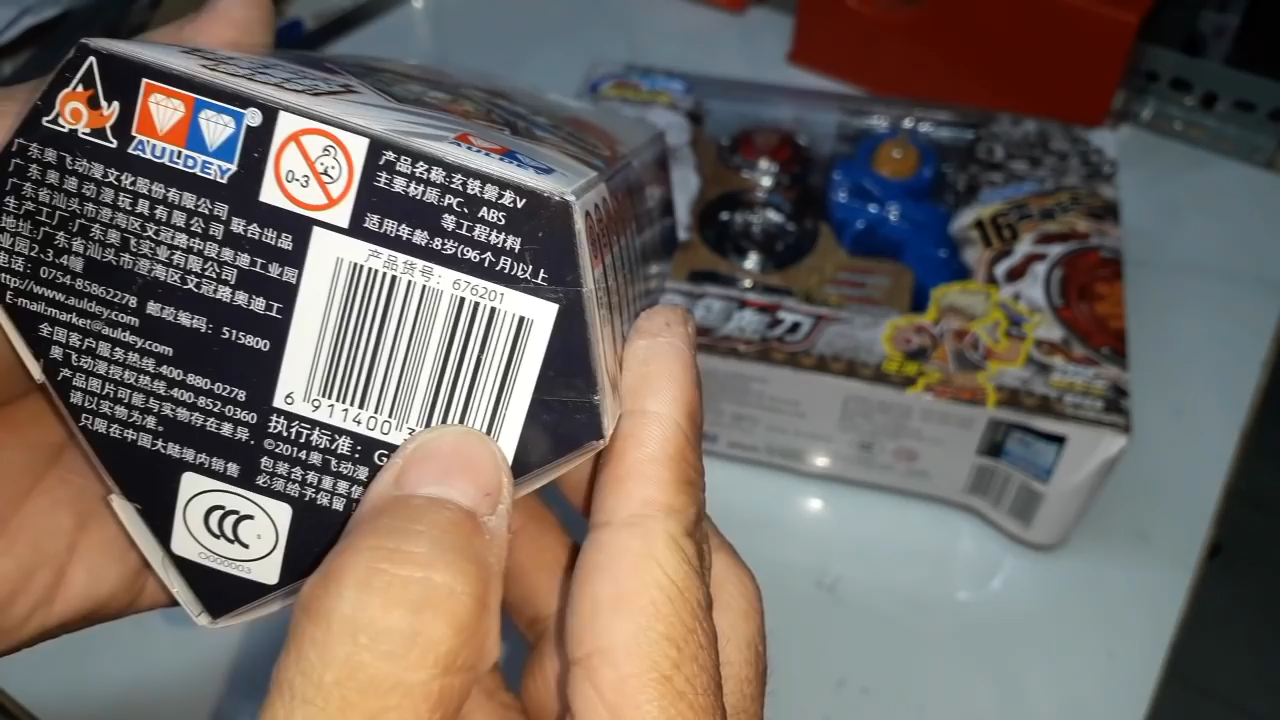 AULDEY
®
0-3
产品名称:玄铁磐龙V
主要材质:PC、ABS
等工程材料
适用年龄:8岁(96个月)以上
广东奥飞动漫文化股份有限公司
广东奥迪动漫玩具有限公司 联合出品
广东省汕头市澄海区文冠路中段奥迪工业园
生产工厂:广东奥飞实业有限公司
地址:广东省汕头市澄海区文冠路奥迪工
业园2,3,4幢
电话: 0754-85862278 邮政编码: 515800
http://www.auldey.com
E-mail:market@auldey.com
全国客户服务热线:400-880-0278
奥飞动漫授权热线:400-852-0360
产品图片可能与实物存在差异,
请以实物为准。
只限在中国大陆境内销售
产品货号: 676201
6 911400
执行标准: G
©2014奥飞动漫
包装含有重要信
必须给予保留!
CCC
O000003
AULDEY
16